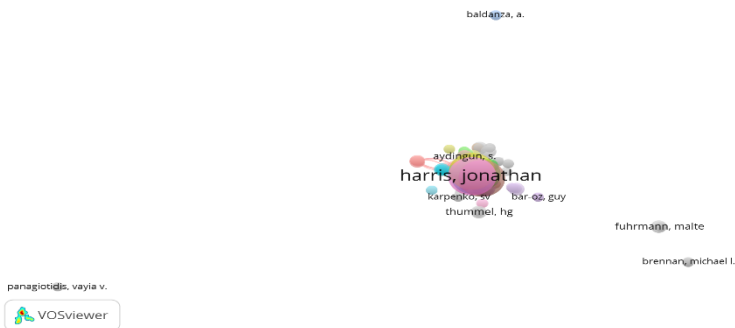 baldanza, a.
aydingun, s.
harris, jonathan
karpenko, sv
bar-oz, guy
thummel, hg
fuhrmann, malte
brennan, michael l.
panagiotidis, vayia v.
VOSviewer